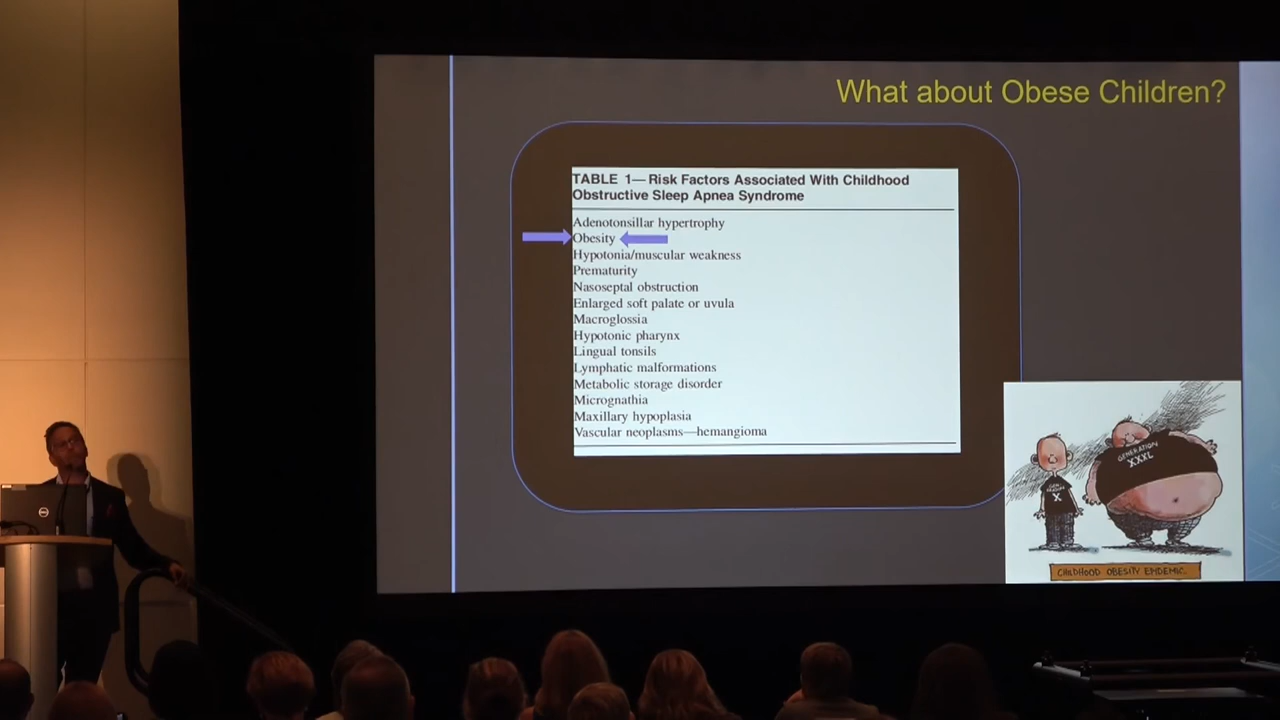 What about Obese Children?
TABLE 1—Risk Factors Associated With Childhood
Obstructive Sleep Apnea Syndrome
Adenotonsillar hypertrophy
Obesity
Hypotonia/muscular weakness
Prematurity
Nasoseptal obstruction
Enlarged soft palate or uvula
Macroglossia
Hypotonic pharynx
Lingual tonsils
Lymphatic malformations
Metabolic storage disorder
Micrognathia
Maxillary hypoplasia
Vascular neoplasms—hemangioma
GENERATION
XXXL
X
CHILDHOOD OBESITY EPIDEMIC.
DELL